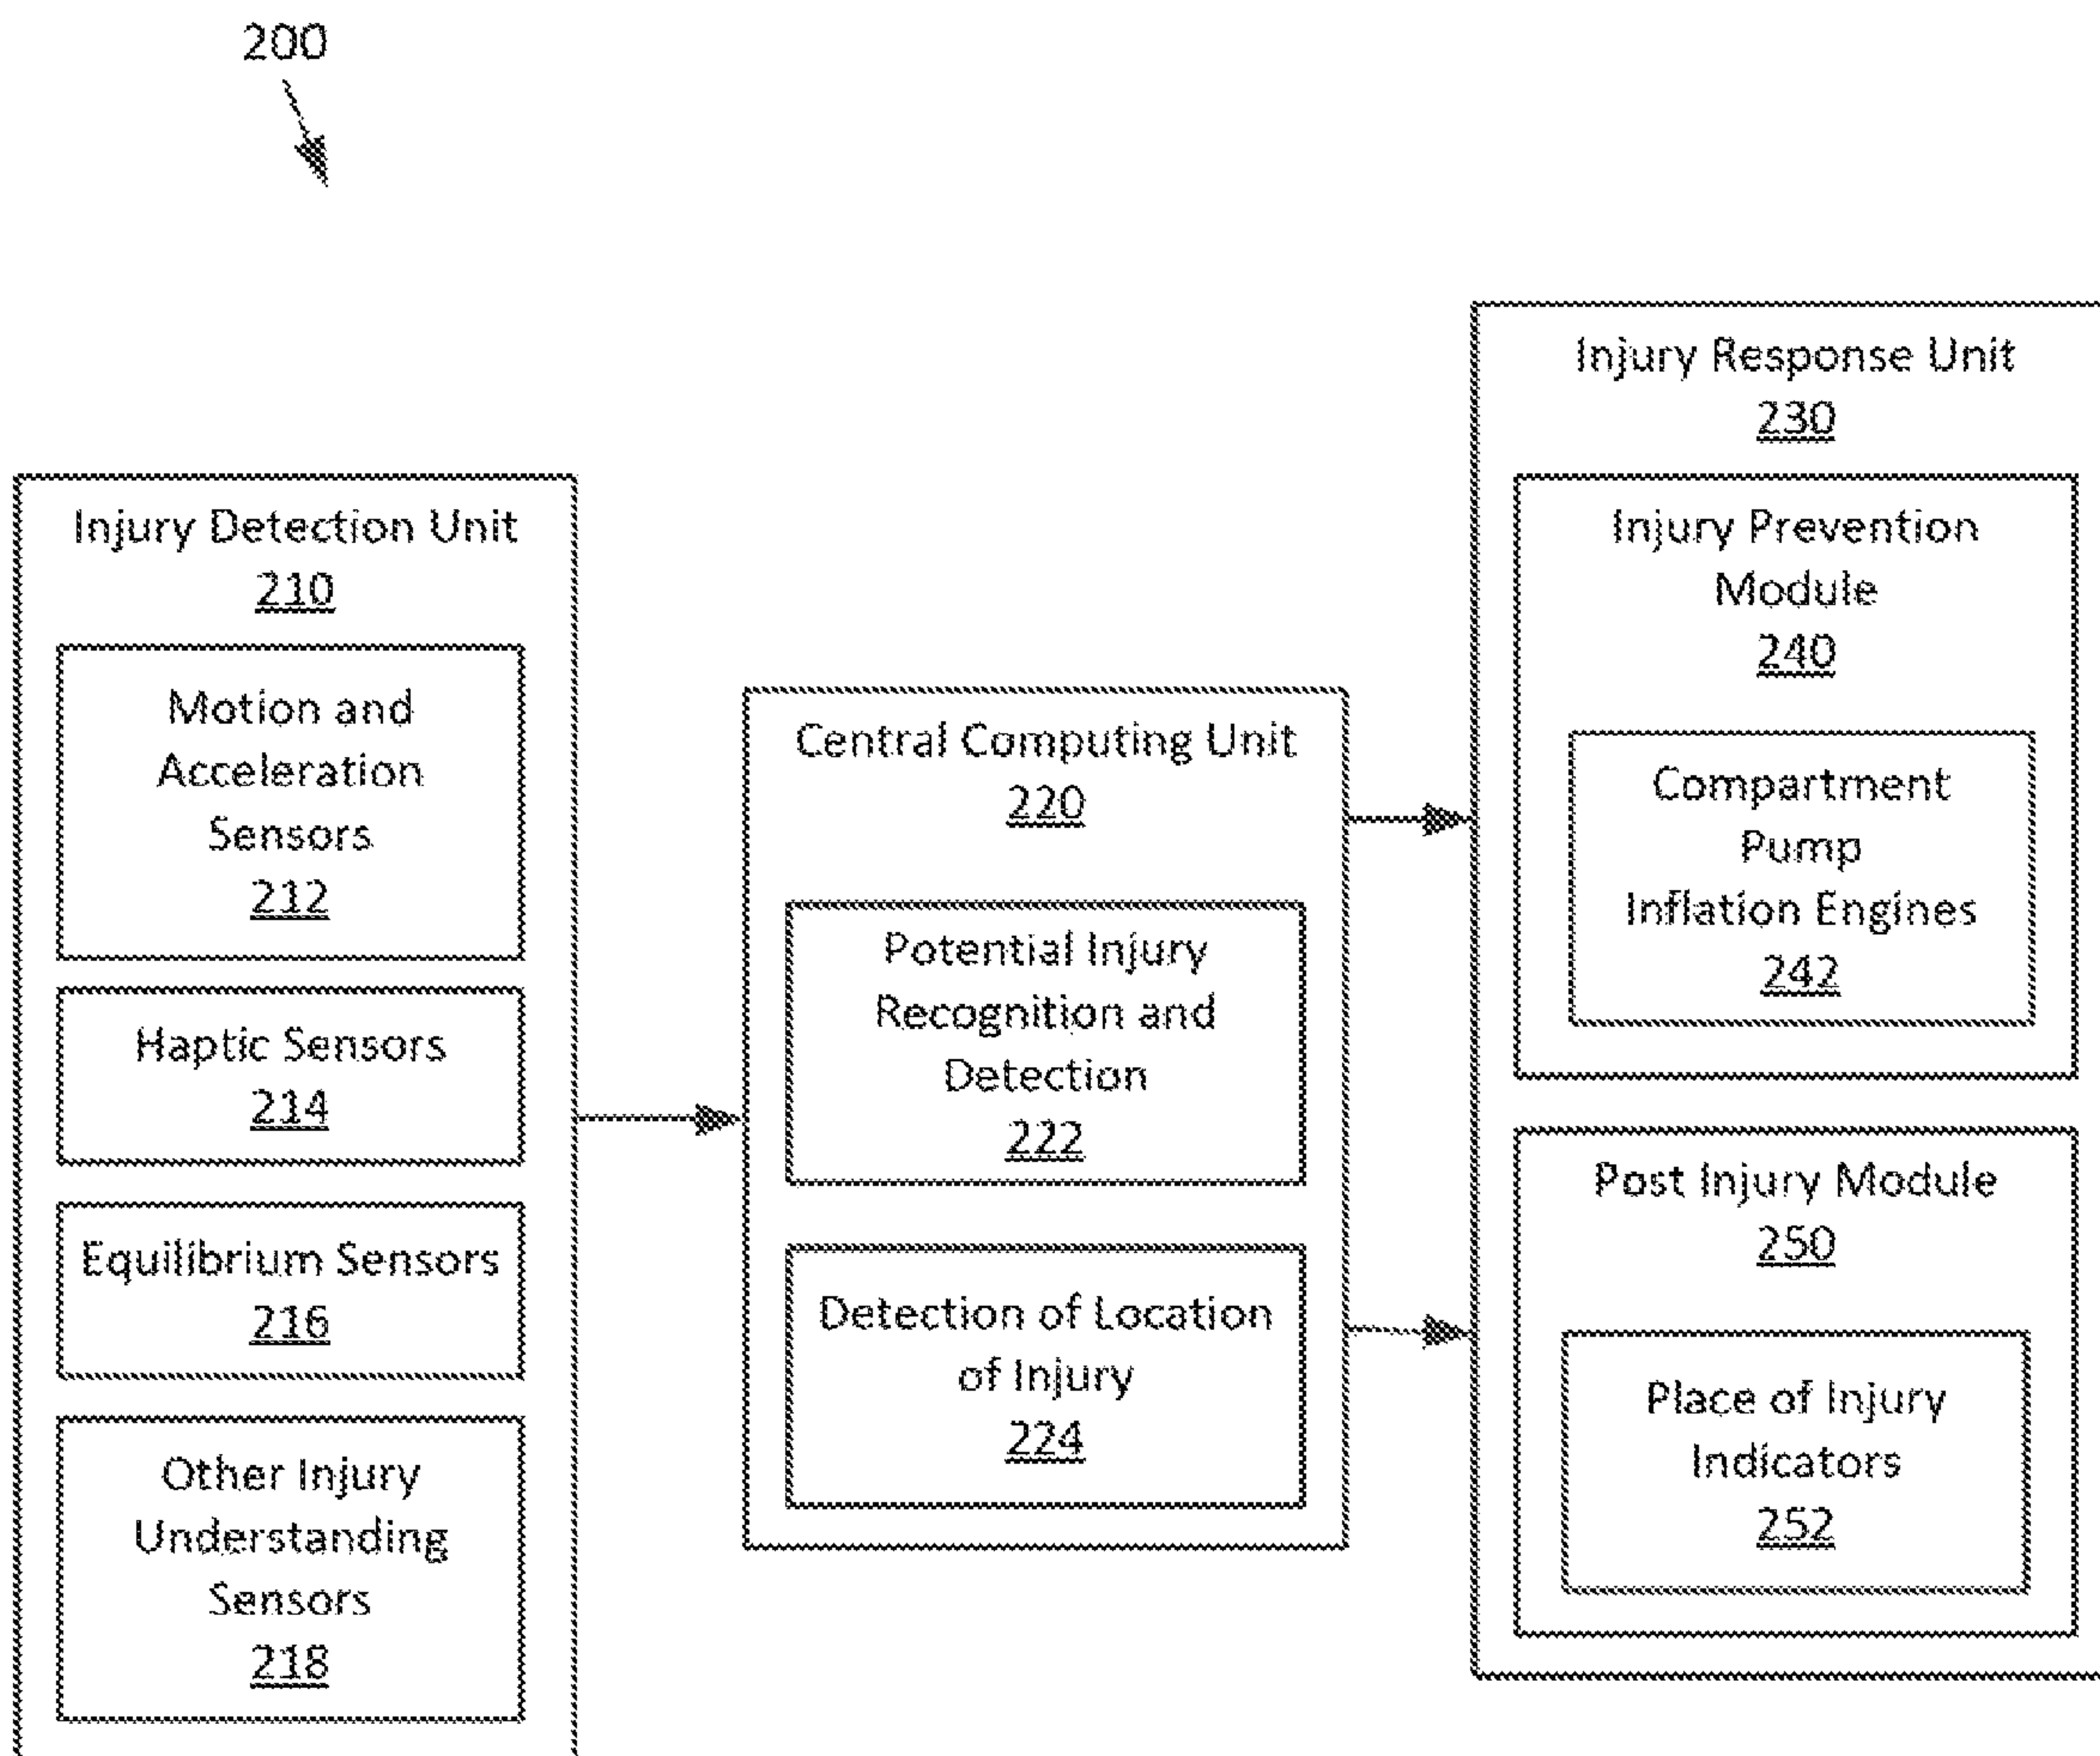 200
Injury Detection Unit
210
Motion and
Acceleration
Sensors
212
Haptic Sensors
214
Equilibrium Sensors
216
Other Injury
Understanding
Sensors
218
Central Computing Unit
220
Potential Injury
Recognition and
Detection
222
Detection of Location
of Injury
224
Injury Response Unit
230
Injury Prevention
Module
240
Compartment
Pump
Inflation Engines
242
Post Injury Module
250
Place of Injury
Indicators
252